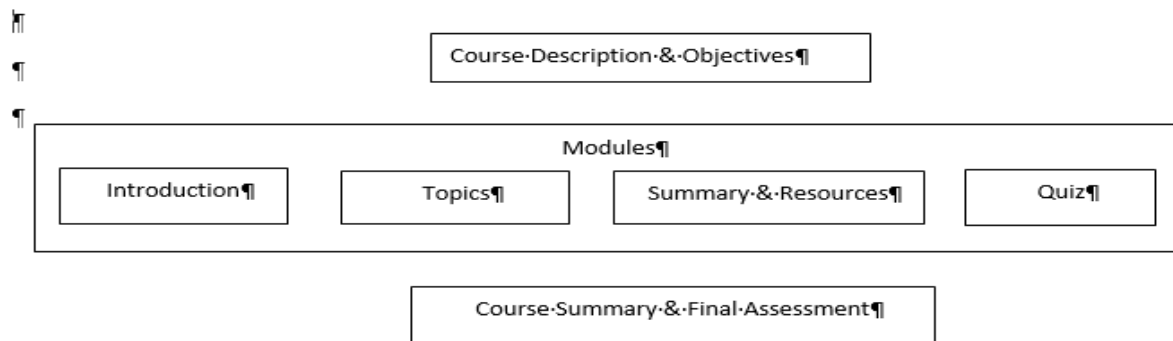 ¶
Course·Description·&·Objectives¶
¶
¶
Modules¶
Introduction¶ Topics¶ Summary·&·Resources¶ Quiz¶
Course·Summary·&·Final·Assessment¶